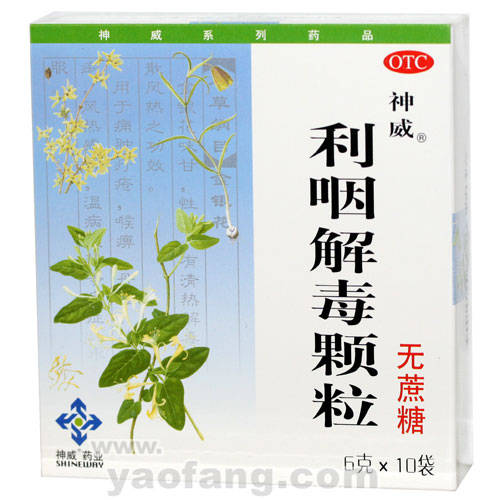 神威系列药品
OTC
神威®
利咽解毒颗粒
无蔗糖
6克×10袋
神威®药业
SHINEWAY
www.
yaofang.com